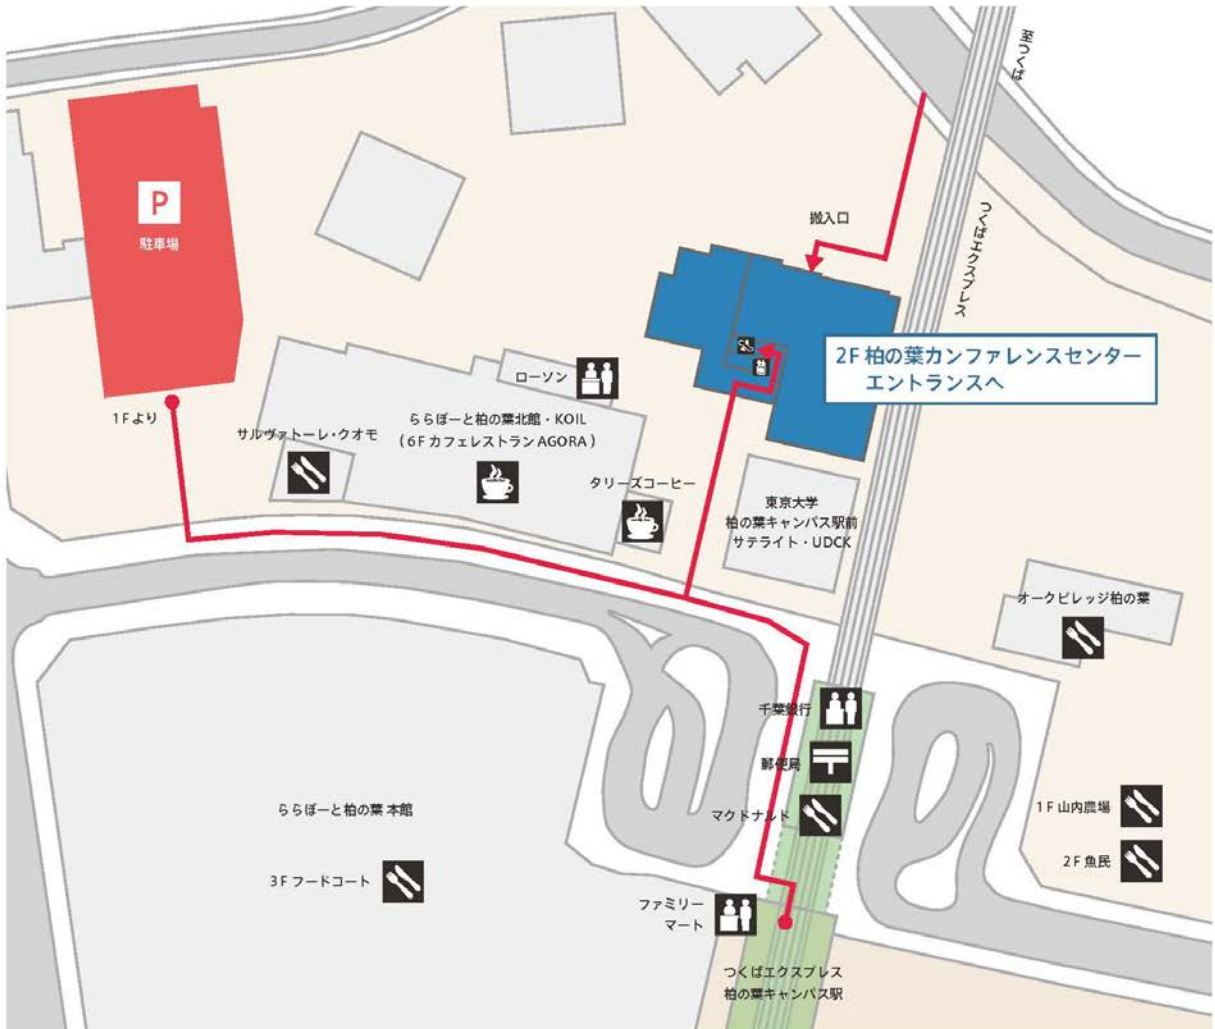 至つくば
つくばエクスプレス
搬入口
P
駐車場
2F 柏の葉カンファレンスセンター
エントランスへ
1Fより
ローソン
ららぽーと柏の葉北館・KOIL
(6F カフェレストラン AGORA)
サルヴァトーレ・クオモ
タリーズコーヒー
東京大学
柏の葉キャンパス駅前
サテライト・UDCK
オークビレッジ柏の葉
千葉銀行
郵便局
マクドナルド
ららぽーと柏の葉 本館
3F フードコート
1F 山内農場
2F 魚民
ファミリー
マート
つくばエクスプレス
柏の葉キャンパス駅